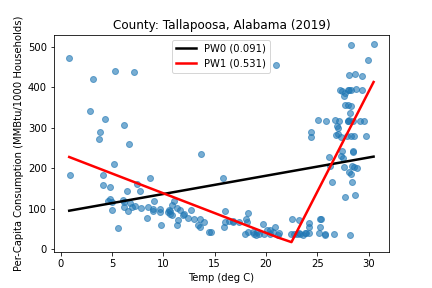 County: Tallapoosa, Alabama (2019)
PW0 (0.091)
PW1 (0.531)
Per-Capita Consumption (MMBtu/1000 Households)
500
400
300
200
100
0
0 5 10 15 20 25 30
Temp (deg C)